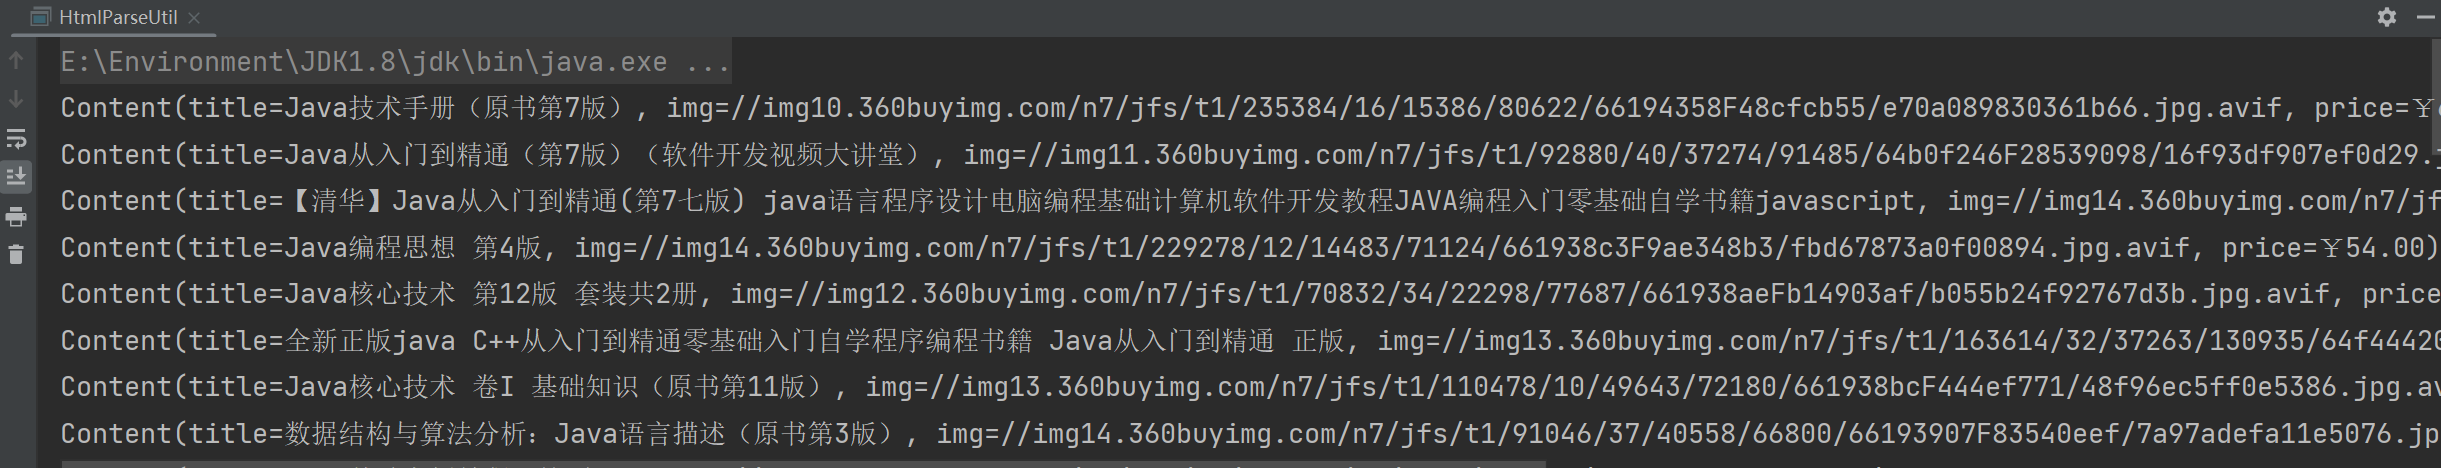 HtmlParseUtil
E:\Environment\JDK1.8\jdk\bin\java.exe ...
Content(title=Java技术手册（原书第7版）, img=//img10.360buyimg.com/n7/jfs/t1/235384/16/15386/80622/66194358F48cfcb55/e70a089830361b66.jpg.avif, price=￥
Content(title=Java从入门到精通（第7版）（软件开发视频大讲堂）, img=//img11.360buyimg.com/n7/jfs/t1/92880/40/37274/91485/64b0f246F28539098/16f93df907ef0d29.
Content(title=【清华】Java从入门到精通(第7七版) java语言程序设计电脑编程基础计算机软件开发教程JAVA编程入门零基础自学书籍javascript, img=//img14.360buyimg.com/n7/jf
Content(title=Java编程思想 第4版, img=//img14.360buyimg.com/n7/jfs/t1/229278/12/14483/71124/661938c3F9ae348b3/fbd67873a0f00894.jpg.avif, price=￥54.00)
Content(title=Java核心技术 第12版 套装共2册, img=//img12.360buyimg.com/n7/jfs/t1/70832/34/22298/77687/661938aeFb14903af/b055b24f92767d3b.jpg.avif, price
Content(title=全新正版java C++从入门到精通零基础入门自学程序编程书籍 Java从入门到精通 正版, img=//img13.360buyimg.com/n7/jfs/t1/163614/32/37263/130935/64f44420
Content(title=Java核心技术 卷I 基础知识（原书第11版）, img=//img13.360buyimg.com/n7/jfs/t1/110478/10/49643/72180/661938bcF444ef771/48f96ec5ff0e5386.jpg.av
Content(title=数据结构与算法分析：Java语言描述（原书第3版）, img=//img14.360buyimg.com/n7/jfs/t1/91046/37/40558/66800/66193907F83540eef/7a97adefa11e5076.jp